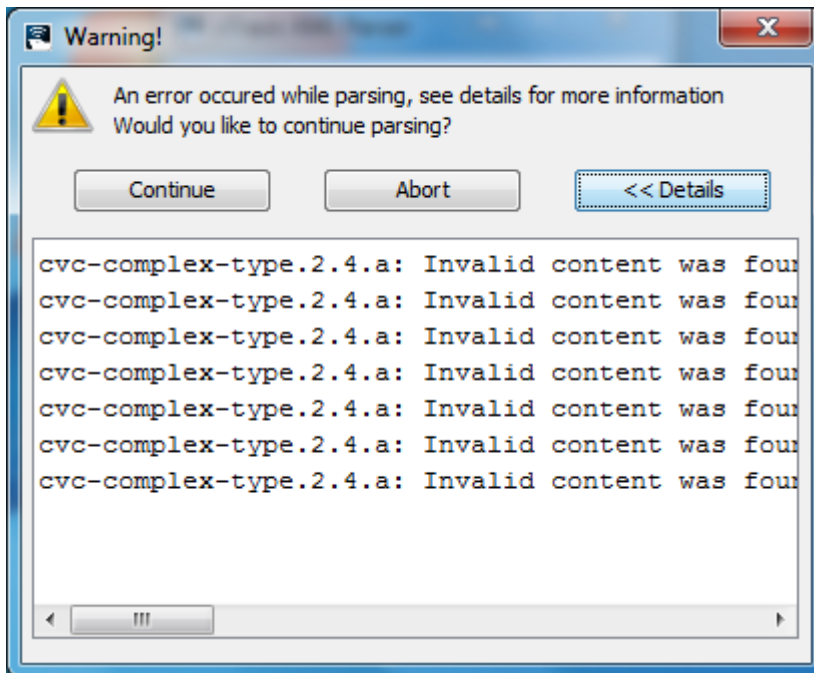 Warning!
An error occured while parsing, see details for more information
Would you like to continue parsing?
Continue Abort << Details
cvc-complex-type.2.4.a: Invalid content was
cvc-complex-type.2.4.a: Invalid content was
cvc-complex-type.2.4.a: Invalid content was
cvc-complex-type.2.4.a: Invalid content was
cvc-complex-type.2.4.a: Invalid content was
cvc-complex-type.2.4.a: Invalid content was
cvc-complex-type.2.4.a: Invalid content was